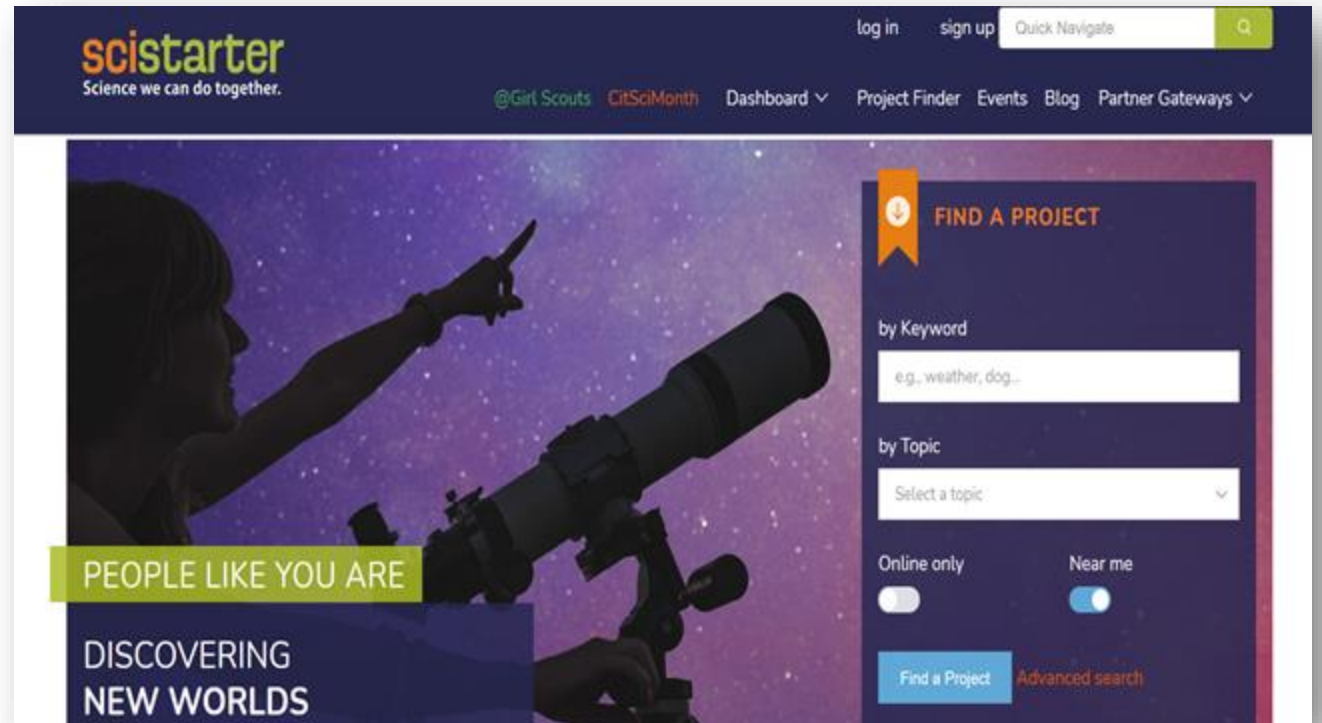 scistarter
Science we can do together.
log in sign up Quick Navigate
@Girl Scouts CitSciMonth Dashboard Project Finder Events Blog Partner Gateways
FIND A PROJECT
by Keyword
e.g., weather, dog...
by Topic
Select a topic
Online only Near me
Find a Project Advanced search
PEOPLE LIKE YOU ARE
DISCOVERING
NEW WORLDS